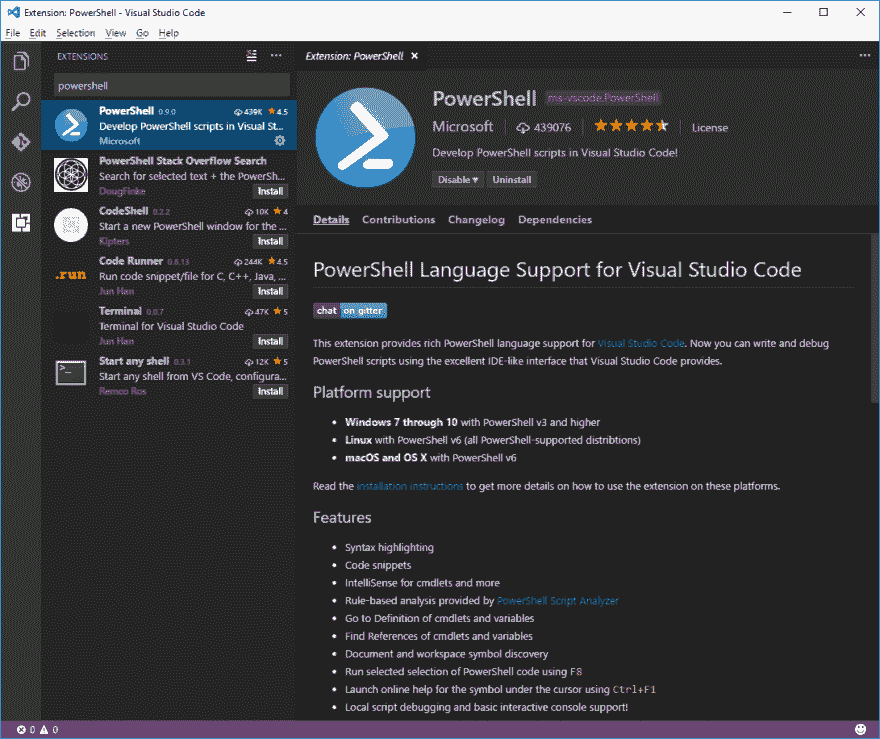 Extension: PowerShell - Visual Studio Code
File Edit Selection View Go Help
EXTENSIONS
powershell
PowerShell 0.9.0 439K 4.5
Develop PowerShell scripts in Visual St...
Microsoft
PowerShell Stack Overflow Search
Search for selected text + the PowerSh...
DougFinke Install
CodeShell 0.2.2 10K 4
Start a new PowerShell window for the ...
Kipters Install
Code Runner 0.6.13 244K 4.5
.run
Run code snippet/file for C, C++, Java, ...
Jun Han Install
Terminal 0.0.7 47K 5
Terminal for Visual Studio Code
Jun Han Install
Start any shell 0.3.1 12K 5
Start any shell from VS Code, configura...
Remco Ros Install
Extension: PowerShell
PowerShell ms-vscode.PowerShell
Microsoft 439076 License
Develop PowerShell scripts in Visual Studio Code!
Disable Uninstall
Details Contributions Changelog Dependencies
PowerShell Language Support for Visual Studio Code
chat on gitter
This extension provides rich PowerShell language support for Visual Studio Code. Now you can write and debug
PowerShell scripts using the excellent IDE-like interface that Visual Studio Code provides.
Platform support
• Windows 7 through 10 with PowerShell v3 and higher
• Linux with PowerShell v6 (all PowerShell-supported distribtions)
• macOS and OS X with PowerShell v6
Read the installation instructions to get more details on how to use the extension on these platforms.
Features
• Syntax highlighting
• Code snippets
• IntelliSense for cmdlets and more
• Rule-based analysis provided by PowerShell Script Analyzer
• Go to Definition of cmdlets and variables
• Find References of cmdlets and variables
• Document and workspace symbol discovery
• Run selected selection of PowerShell code using F8
• Launch online help for the symbol under the cursor using Ctrl+F1
• Local script debugging and basic interactive console support!
0 0